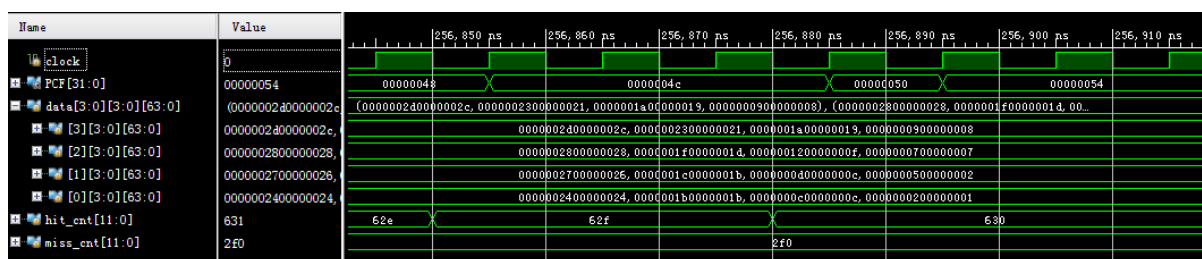 Name Value
256,850 ns 256,860 ns 256,870 ns 256,880 ns 256,890 ns 256,900 ns 256,910 ns
clock 0
PCF[31:0] 00000054 00000048 0000004c 00000050 00000054
data[3:0][3:0][63:0] (0000002d0000002c (0000002d0000002c,0000002300000021,0000001a00000019,0000000900000008),(0000002800000028,0000001f0000001d,00...
[3][3:0][63:0] 0000002d0000002c, 0000002d0000002c,0000002300000021,0000001a00000019,0000000900000008
[2][3:0][63:0] 0000002800000028, 0000002800000028,0000001f0000001d,000000120000000f,0000000700000007
[1][3:0][63:0] 0000002700000026, 0000002700000026,0000001c0000001b,0000000d0000000c,0000000500000002
[0][3:0][63:0] 0000002400000024, 0000002400000024,0000001b0000001b,0000000c0000000c,0000000200000001
hit_cnt[11:0] 631 62e 62f 630
miss_cnt[11:0] 2f0 2f0